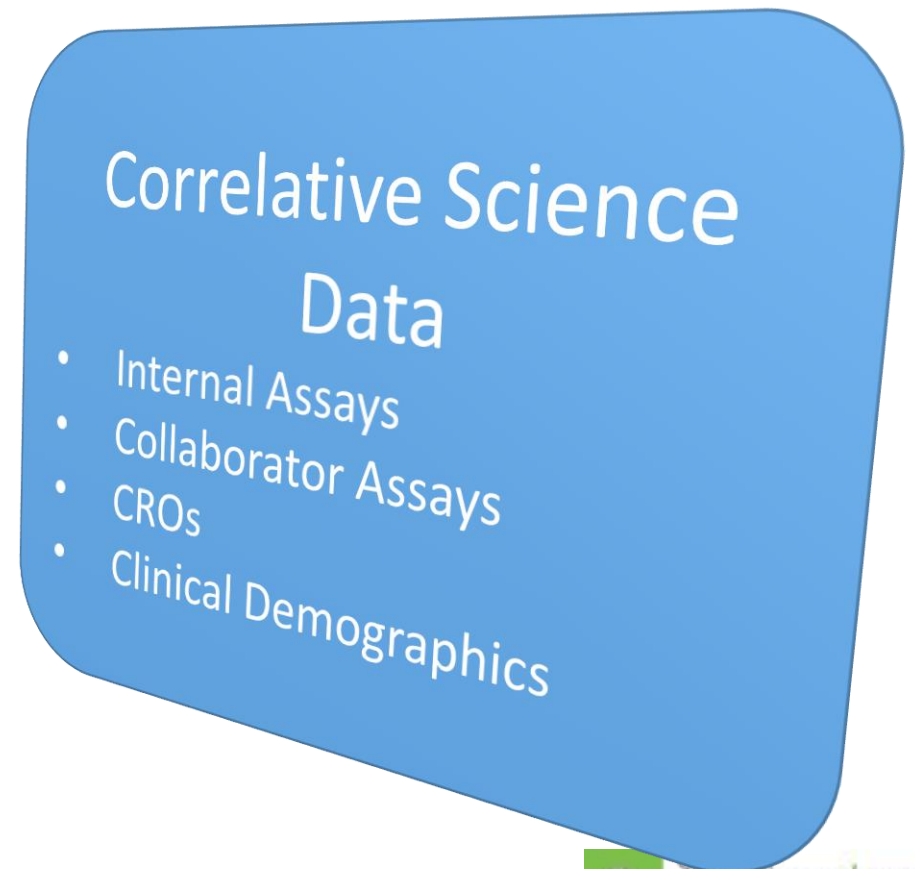 Correlative Science
Data
• Internal Assays
• Collaborator Assays
• CROs
• Clinical Demographics